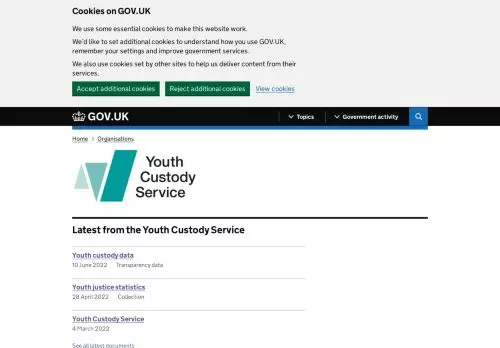 Cookies on GOV.UK
We use some essential cookies to make this website work.
We'd like to set additional cookies to understand how you use GOV.UK,
remember your settings and improve government services.
We also use cookies set by other sites to help us deliver content from their
services.
Accept additional cookies Reject additional cookies View cookies
GOV.UK Topics Government activity
Home Organisations
Youth
Custody
Service
Latest from the Youth Custody Service
Youth custody data
10 June 2022 Transparency data
Youth justice statistics
28 April 2022 Collection
Youth Custody Service
4 March 2022
See all latest documents